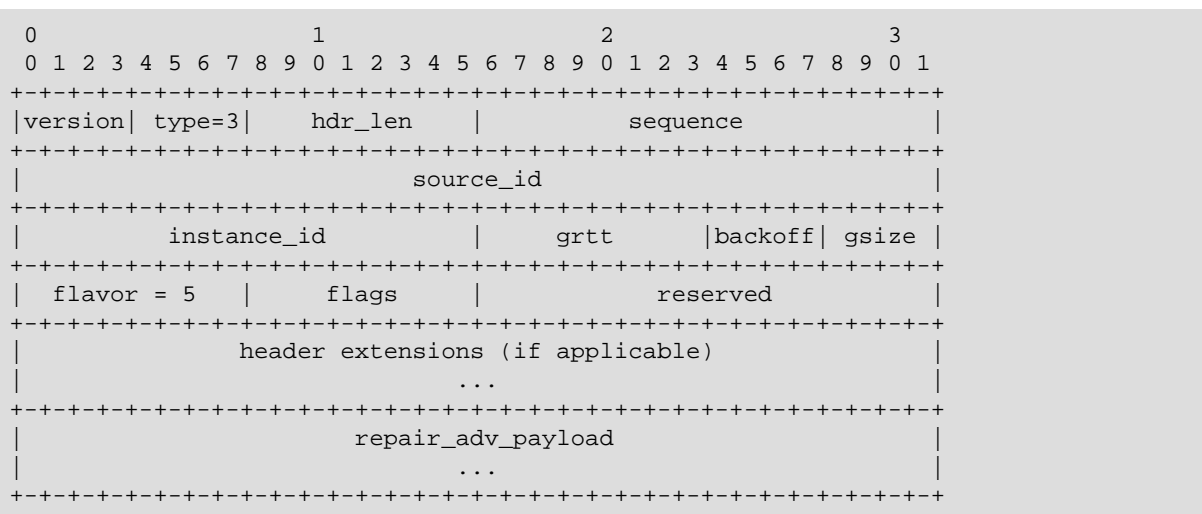 0                   1                   2                   3
 0 1 2 3 4 5 6 7 8 9 0 1 2 3 4 5 6 7 8 9 0 1 2 3 4 5 6 7 8 9 0 1
+-+-+-+-+-+-+-+-+-+-+-+-+-+-+-+-+-+-+-+-+-+-+-+-+-+-+-+-+-+-+-+-+
|version| type=3|    hdr_len    |          sequence             |
+-+-+-+-+-+-+-+-+-+-+-+-+-+-+-+-+-+-+-+-+-+-+-+-+-+-+-+-+-+-+-+-+
|                           source_id                           |
+-+-+-+-+-+-+-+-+-+-+-+-+-+-+-+-+-+-+-+-+-+-+-+-+-+-+-+-+-+-+-+-+
|          instance_id          |     grtt      |backoff| gsize |
+-+-+-+-+-+-+-+-+-+-+-+-+-+-+-+-+-+-+-+-+-+-+-+-+-+-+-+-+-+-+-+-+
|  flavor = 5   |     flags     |            reserved           |
+-+-+-+-+-+-+-+-+-+-+-+-+-+-+-+-+-+-+-+-+-+-+-+-+-+-+-+-+-+-+-+-+
|               header extensions (if applicable)               |
|                              ...                              |
+-+-+-+-+-+-+-+-+-+-+-+-+-+-+-+-+-+-+-+-+-+-+-+-+-+-+-+-+-+-+-+-+
|                       repair_adv_payload                      |
|                              ...                              |
+-+-+-+-+-+-+-+-+-+-+-+-+-+-+-+-+-+-+-+-+-+-+-+-+-+-+-+-+-+-+-+-+